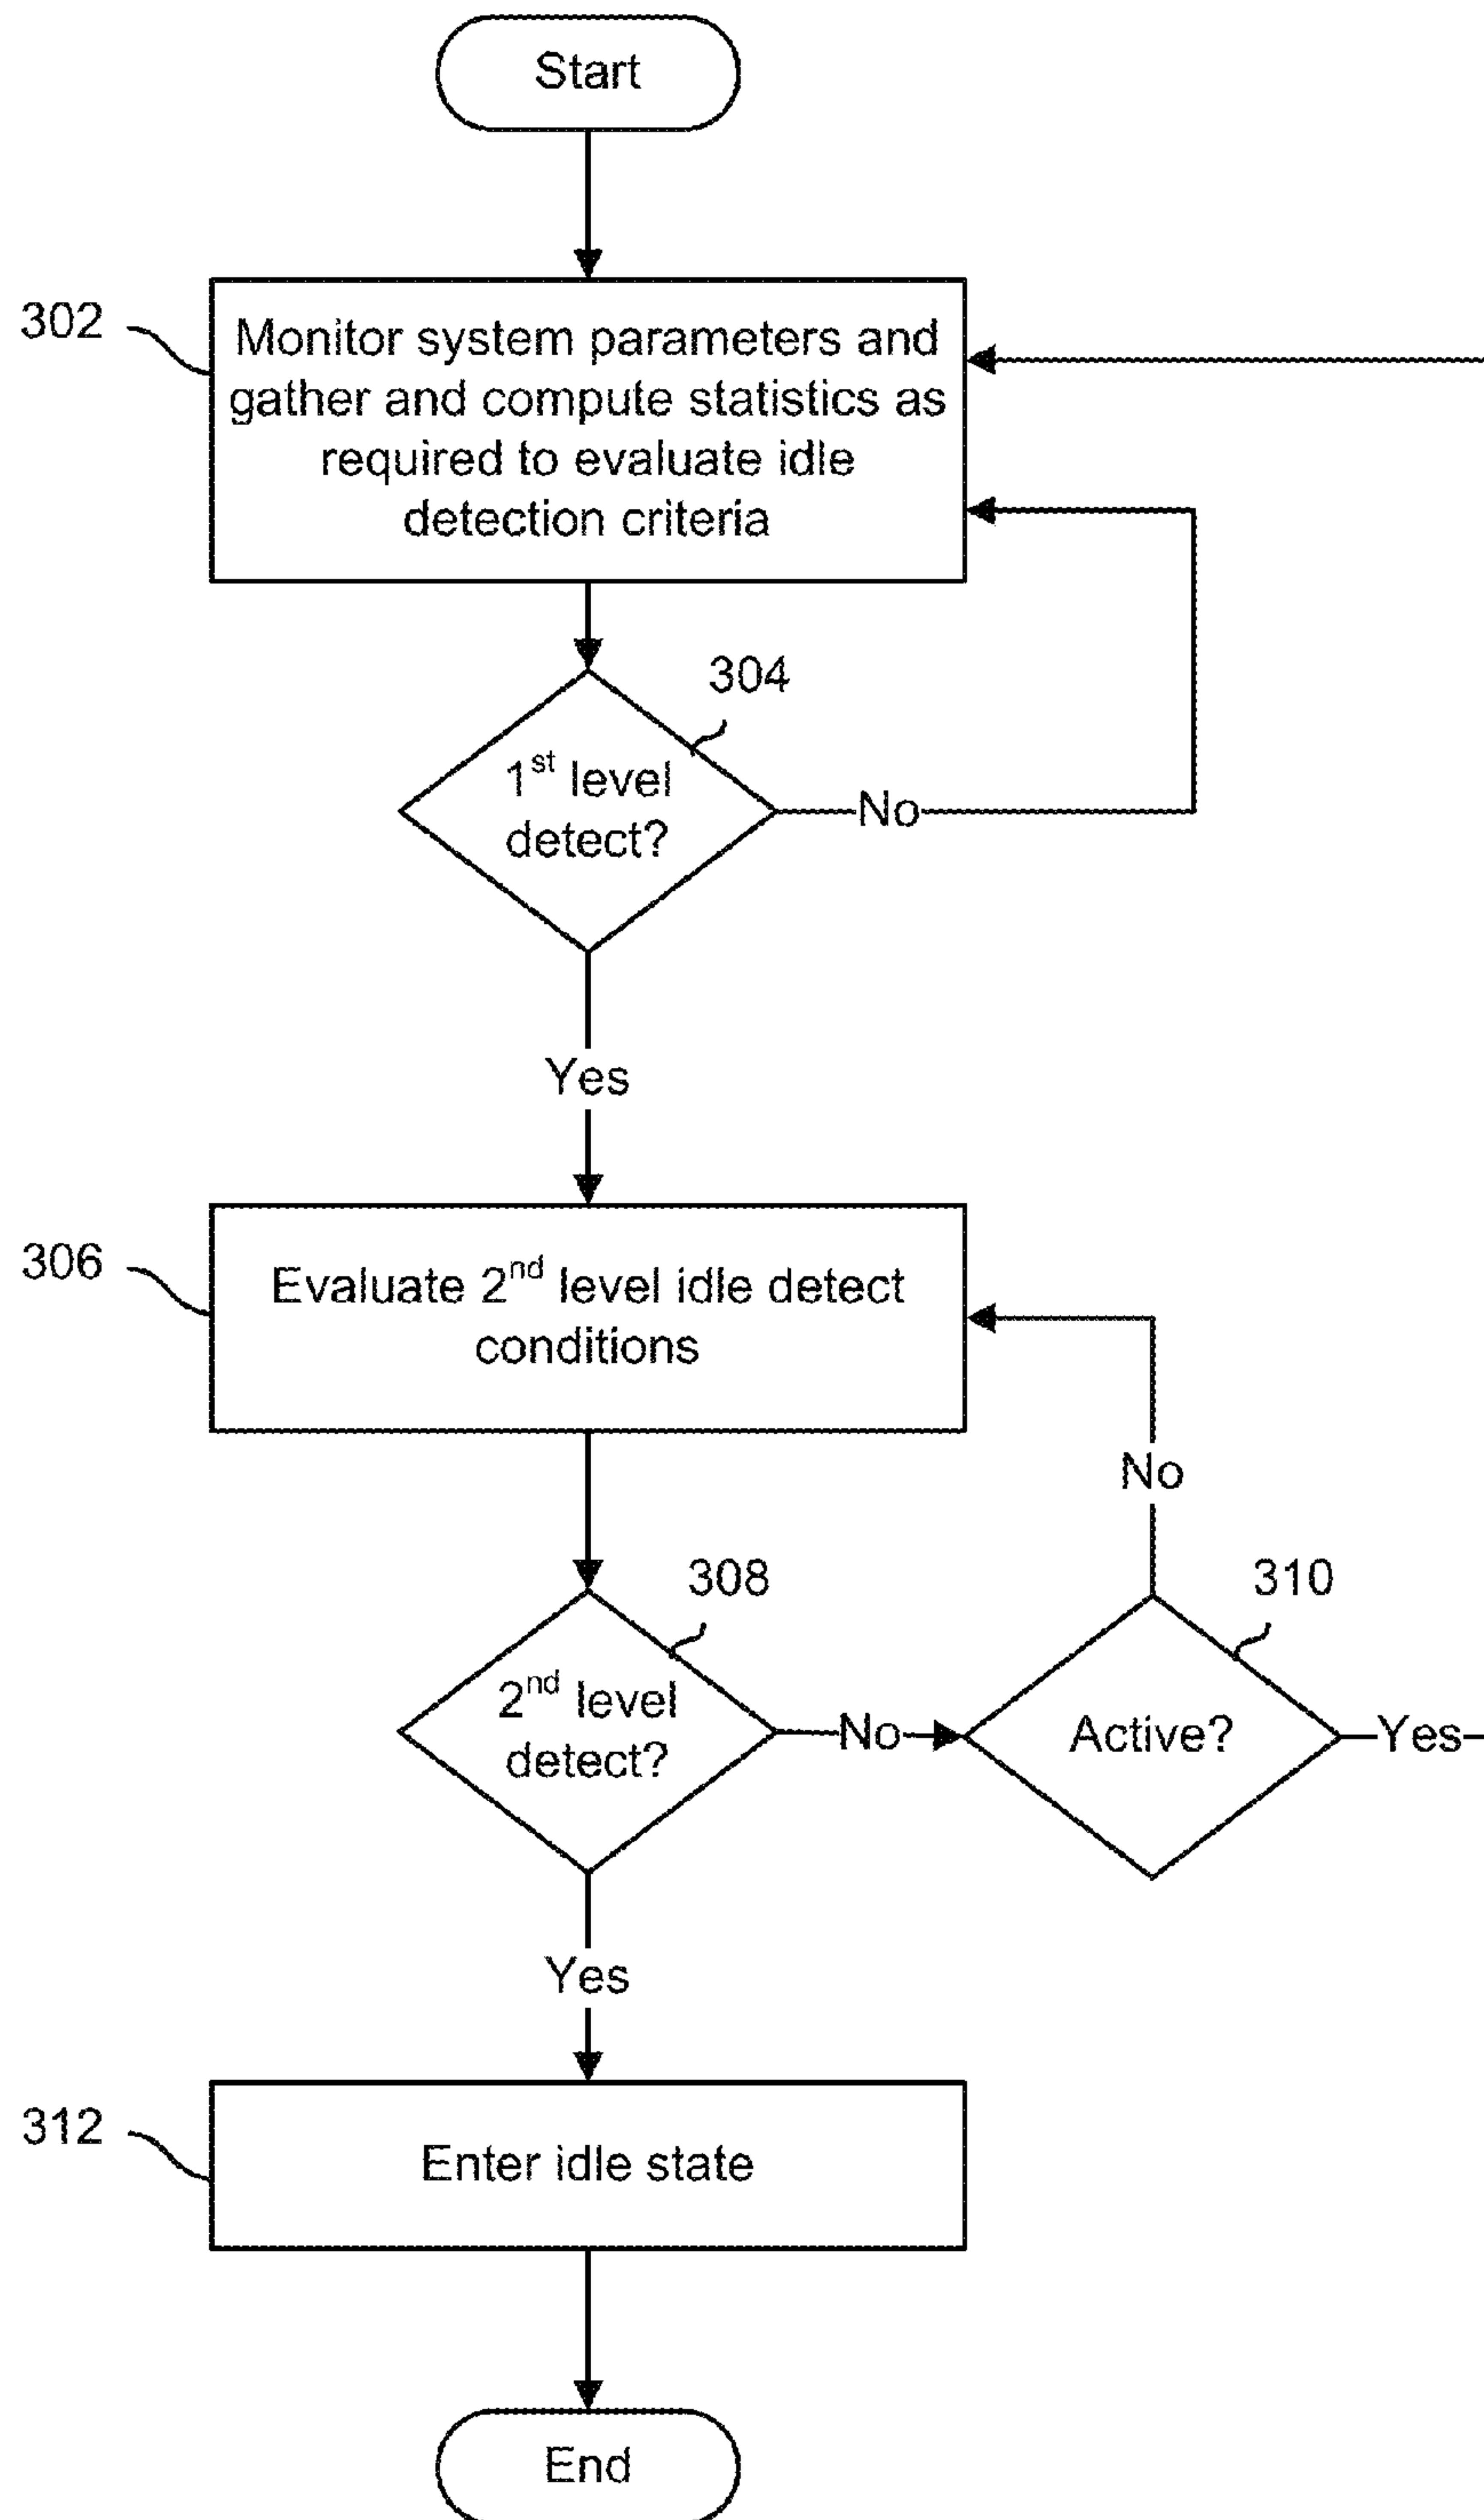 Start
302
Monitor system parameters and
gather and compute statistics as
required to evaluate idle
detection criteria
304
1st level
detect?
No
Yes
306
Evaluate 2nd level idle detect
conditions
No
308
310
2nd level
detect?
No
Active?
Yes
Yes
312
Enter idle state
End